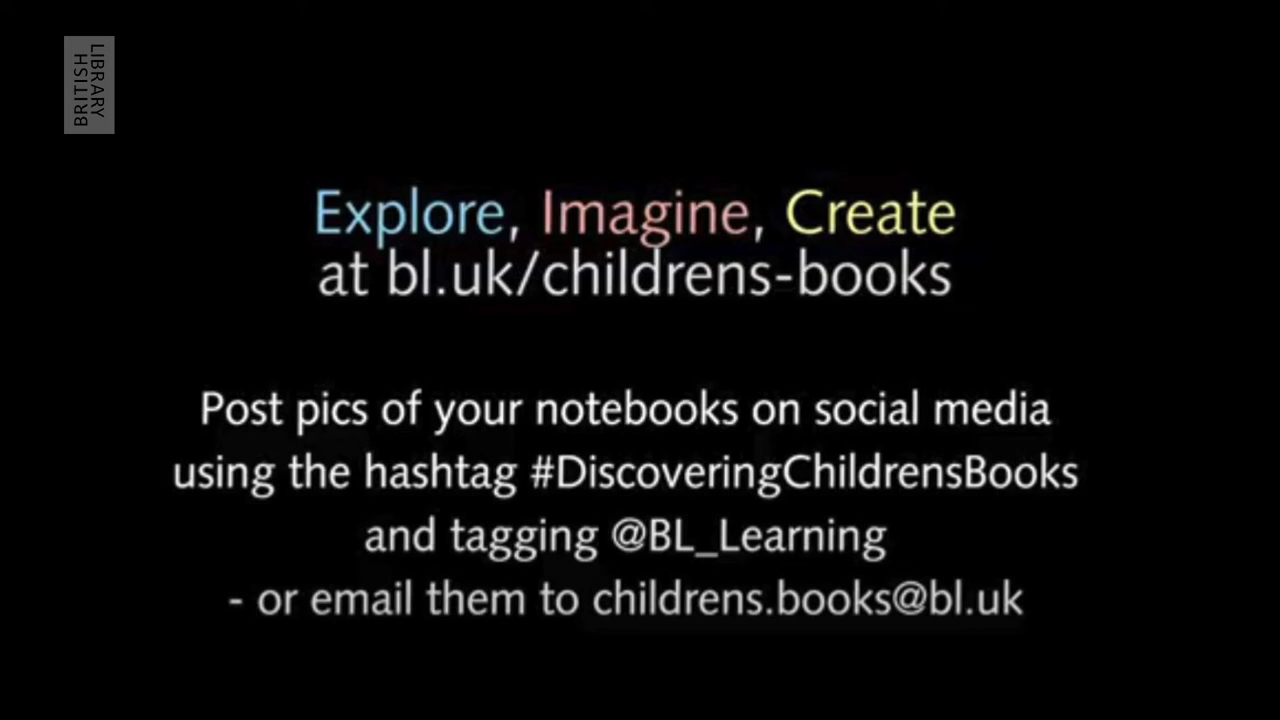 BRITISH
LIBRARY
Explore, Imagine, Create
at bl.uk/childrens-books
Post pics of your notebooks on social media
using the hashtag #DiscoveringChildrensBooks
and tagging @BL_Learning
- or email them to childrens.books@bl.uk